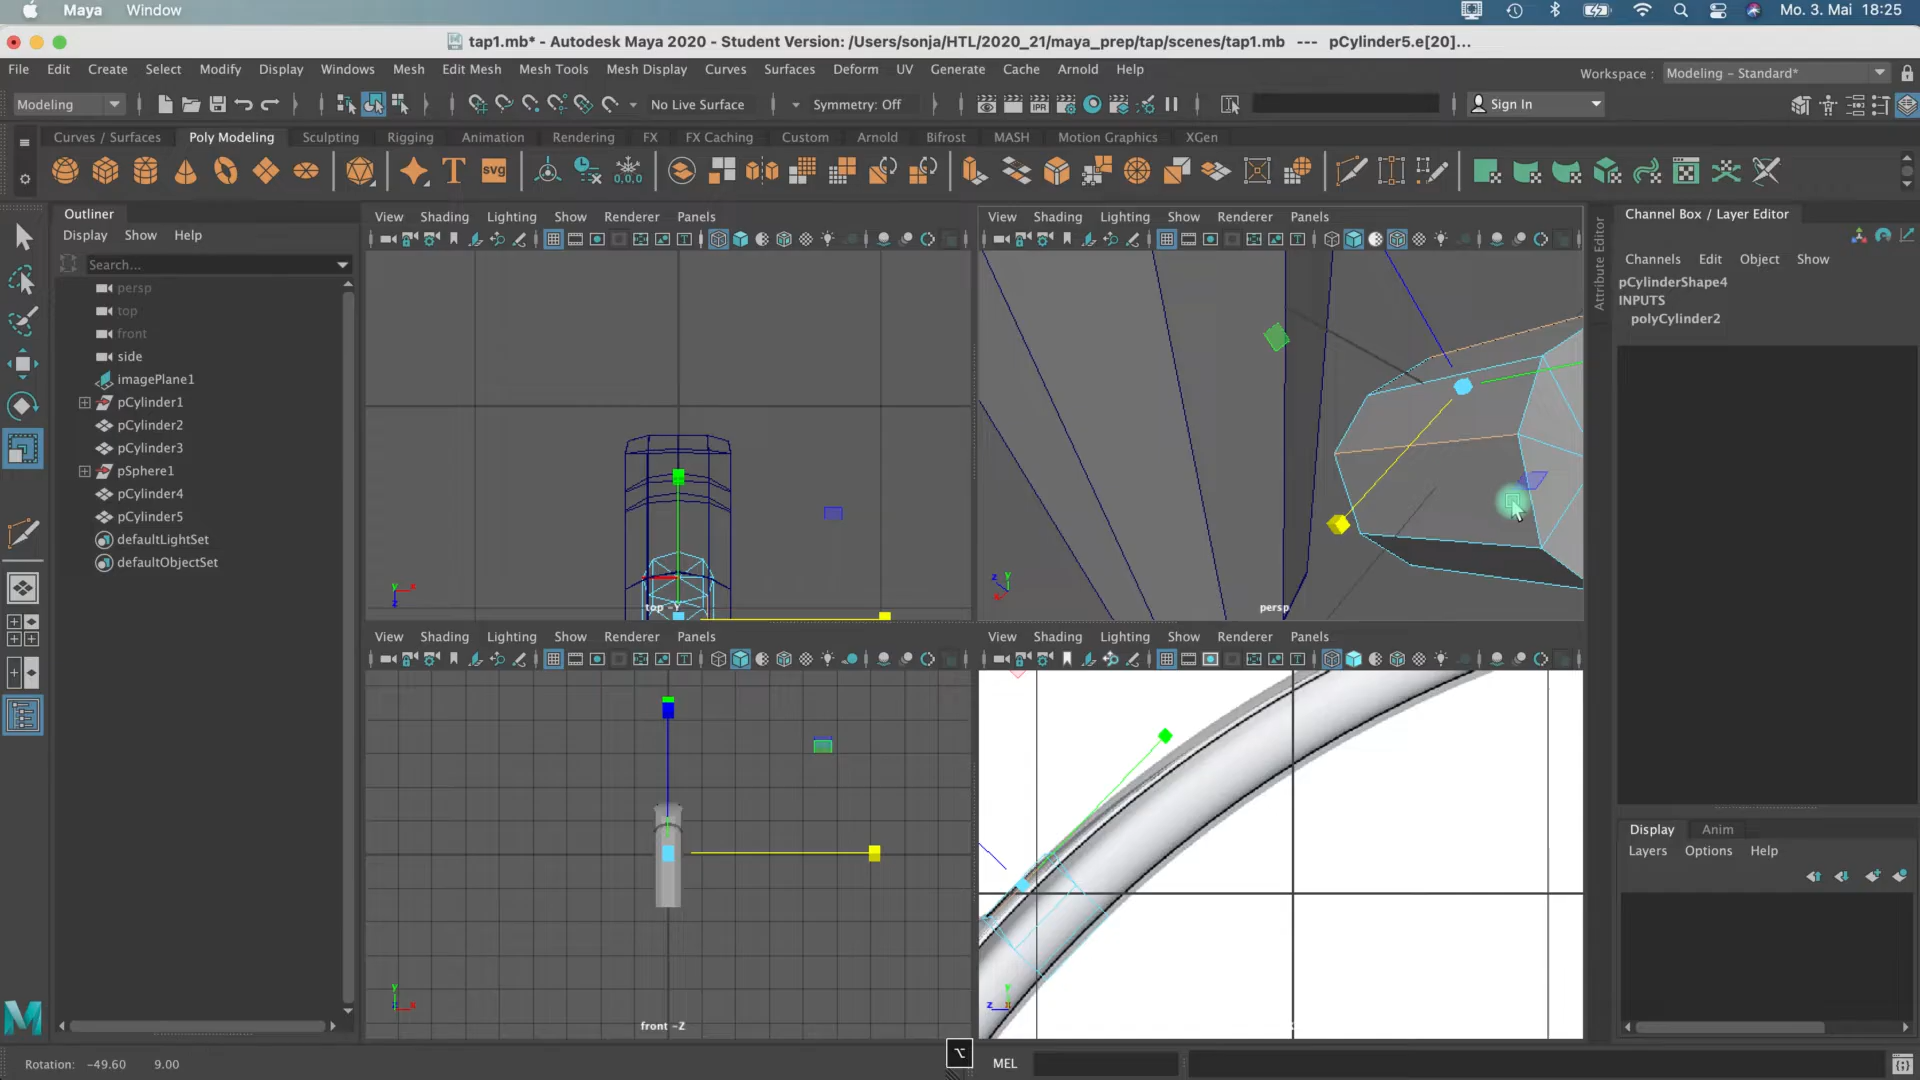 Maya Window Mo. 3. Mai 18:25
tap1.mb* - Autodesk Maya 2020 - Student Version: /Users/sonja/HTL/2020_21/maya_prep/tap/scenes/tap1.mb --- pCylinder5.e[20]...
File Edit Create Select Modify Display Windows Mesh Edit Mesh Mesh Tools Mesh Display Curves Surfaces Deform UV Generate Cache Arnold Help Workspace : Modeling - Standard*
Modeling No Live Surface Symmetry: Off IPR Sign In
Curves / Surfaces Poly Modeling Sculpting Rigging Animation Rendering FX FX Caching Custom Arnold Bifrost MASH Motion Graphics XGen
T svg 0,0,0
Outliner
Display Show Help
Search...
persp
top
front
side
imagePlane1
pCylinder1
pCylinder2
pCylinder3
pSphere1
pCylinder4
pCylinder5
defaultLightSet
defaultObjectSet
View Shading Lighting Show Renderer Panels
top -Y
View Shading Lighting Show Renderer Panels
persp
View Shading Lighting Show Renderer Panels
front -Z
View Shading Lighting Show Renderer Panels
Attribute Editor
Channel Box / Layer Editor
Channels Edit Object Show
pCylinderShape4
INPUTS
polyCylinder2
Display Anim
Layers Options Help
Rotation: -49.60 9.00
MEL